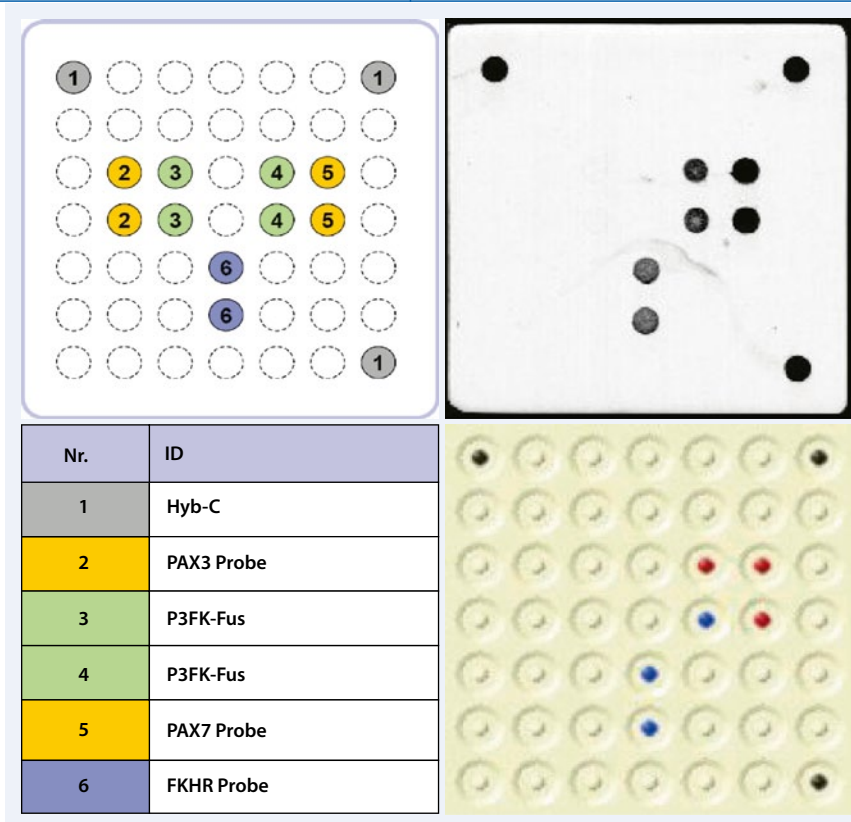 1 1
2 3 4 5
2 3 4 5
6
6
1
Nr. ID
1 Hyb-C
2 PAX3 Probe
3 P3FK-Fus
4 P3FK-Fus
5 PAX7 Probe
6 FKHR Probe